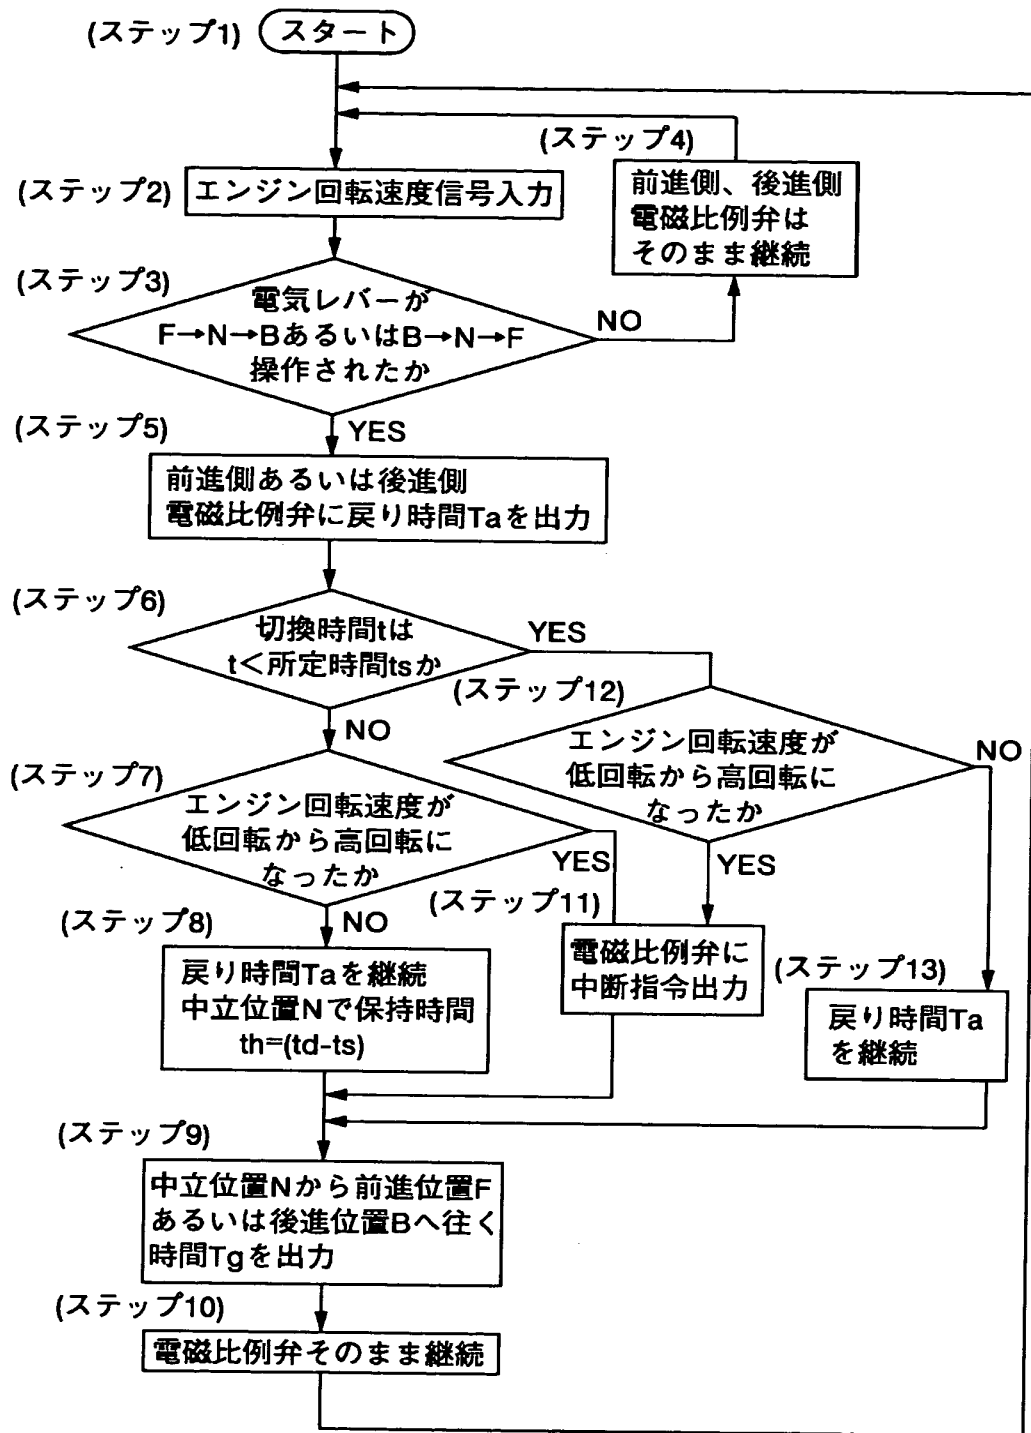 (ステップ1)
スタート
(ステップ4)
前進側、後進側
電磁比例弁は
そのまま継続
(ステップ2)
エンジン回転速度信号入力
(ステップ3)
電気レバーが
F→N→BあるいはB→N→F
操作されたか
NO
(ステップ5)
YES
前進側あるいは後進側
電磁比例弁に戻り時間Taを出力
(ステップ6)
切換時間tは
t<所定時間tsか
YES
NO
(ステップ12)
エンジン回転速度が
低回転から高回転に
なったか
NO
YES
(ステップ7)
エンジン回転速度が
低回転から高回転に
なったか
YES
NO
(ステップ8)
戻り時間Taを継続
中立位置Nで保持時間
th=(td-ts)
(ステップ11)
電磁比例弁に
中断指令出力
(ステップ13)
戻り時間Ta
を継続
(ステップ9)
中立位置Nから前進位置F
あるいは後進位置Bへ往く
時間Tgを出力
(ステップ10)
電磁比例弁そのまま継続